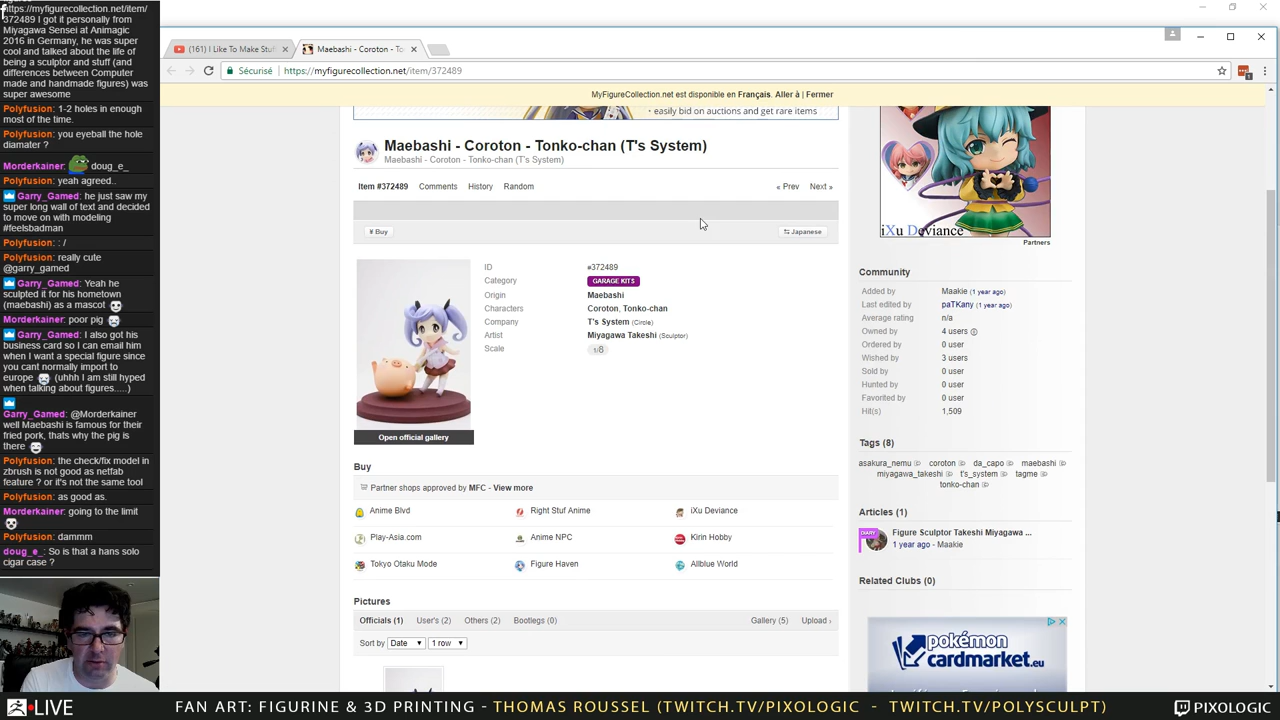 https://myfigurecollection.net/item/
372489 I got it personally from
Miyagawa Sensei at Animagic
2016 in Germany, he was super
cool and talked about the life of
being a sculptor and stuff (and
differences between Computer
made and handmade figures) was
super awesome
Polyfusion: 1-2 holes in enough
most of the time.
Polyfusion: you eyeball the hole
diamater ?
Morderkainer: doug_e_
Polyfusion: yeah agreed..
Garry_Gamed: he just saw my
super long wall of text and decided
to move on with modeling
#feelsbadman
Polyfusion: : /
Polyfusion: really cute
@garry_gamed
Garry_Gamed: Yeah he
sculpted it for his hometown
(maebashi) as a mascot
Morderkainer: poor pig
Garry_Gamed: I also got his
business card so I can email him
when I want a special figure since
you cant normally import to
europe (uhhh I am still hyped
when talking about figures.....)
Garry_Gamed: @Morderkainer
well Maebashi is famous for their
fried pork, thats why the pig is
there
Polyfusion: the check/fix model in
zbrush is not good as netfab
feature ? or it's not the same tool
Polyfusion: as good as.
Morderkainer: going to the limit
Polyfusion: dammm
doug_e_: So is that a hans solo
cigar case ?
(161) I Like To Make Stu
Maebashi - Coroton - To
Sécurisé
https://myfigurecollection.net/item/372489
MyFigureCollection.net est disponible en Français. Aller à | Fermer
easily bid on auctions and get rare items
Maebashi - Coroton - Tonko-chan (T's System)
Maebashi - Coroton - Tonko-chan (T's System)
Item #372489 Comments History Random
« Prev Next »
¥ Buy
Japanese
ID #372489
Category GARAGE KITS
Origin Maebashi
Characters Coroton, Tonko-chan
Company T's System (Circle)
Artist Miyagawa Takeshi (Sculptor)
Scale 1/8
Open official gallery
Buy
Partner shops approved by MFC - View more
Anime Blvd Right Stuf Anime iXu Deviance
Play-Asia.com Anime NPC Kirin Hobby
Tokyo Otaku Mode Figure Haven Allblue World
Pictures
Officials (1) User's (2) Others (2) Bootlegs (0) Gallery (5) Upload ›
Sort by Date 1 row
iXu Deviance
Partners
Community
Added by Maakie (1 year ago)
Last edited by paTKany (1 year ago)
Average rating n/a
Owned by 4 users
Ordered by 0 user
Wished by 3 users
Sold by 0 user
Hunted by 0 user
Favorited by 0 user
Hit(s) 1,509
Tags (8)
asakura_nemu coroton da_capo maebashi
miyagawa_takeshi t's_system tagme
tonko-chan
Articles (1)
DIARY
Figure Sculptor Takeshi Miyagawa ...
1 year ago - Maakie
Related Clubs (0)
pokémon
cardmarket.eu
LIVE
FAN ART: FIGURINE & 3D PRINTING - THOMAS ROUSSEL (TWITCH.TV/PIXOLOGIC - TWITCH.TV/POLYSCULPT)
PIXOLOGIC